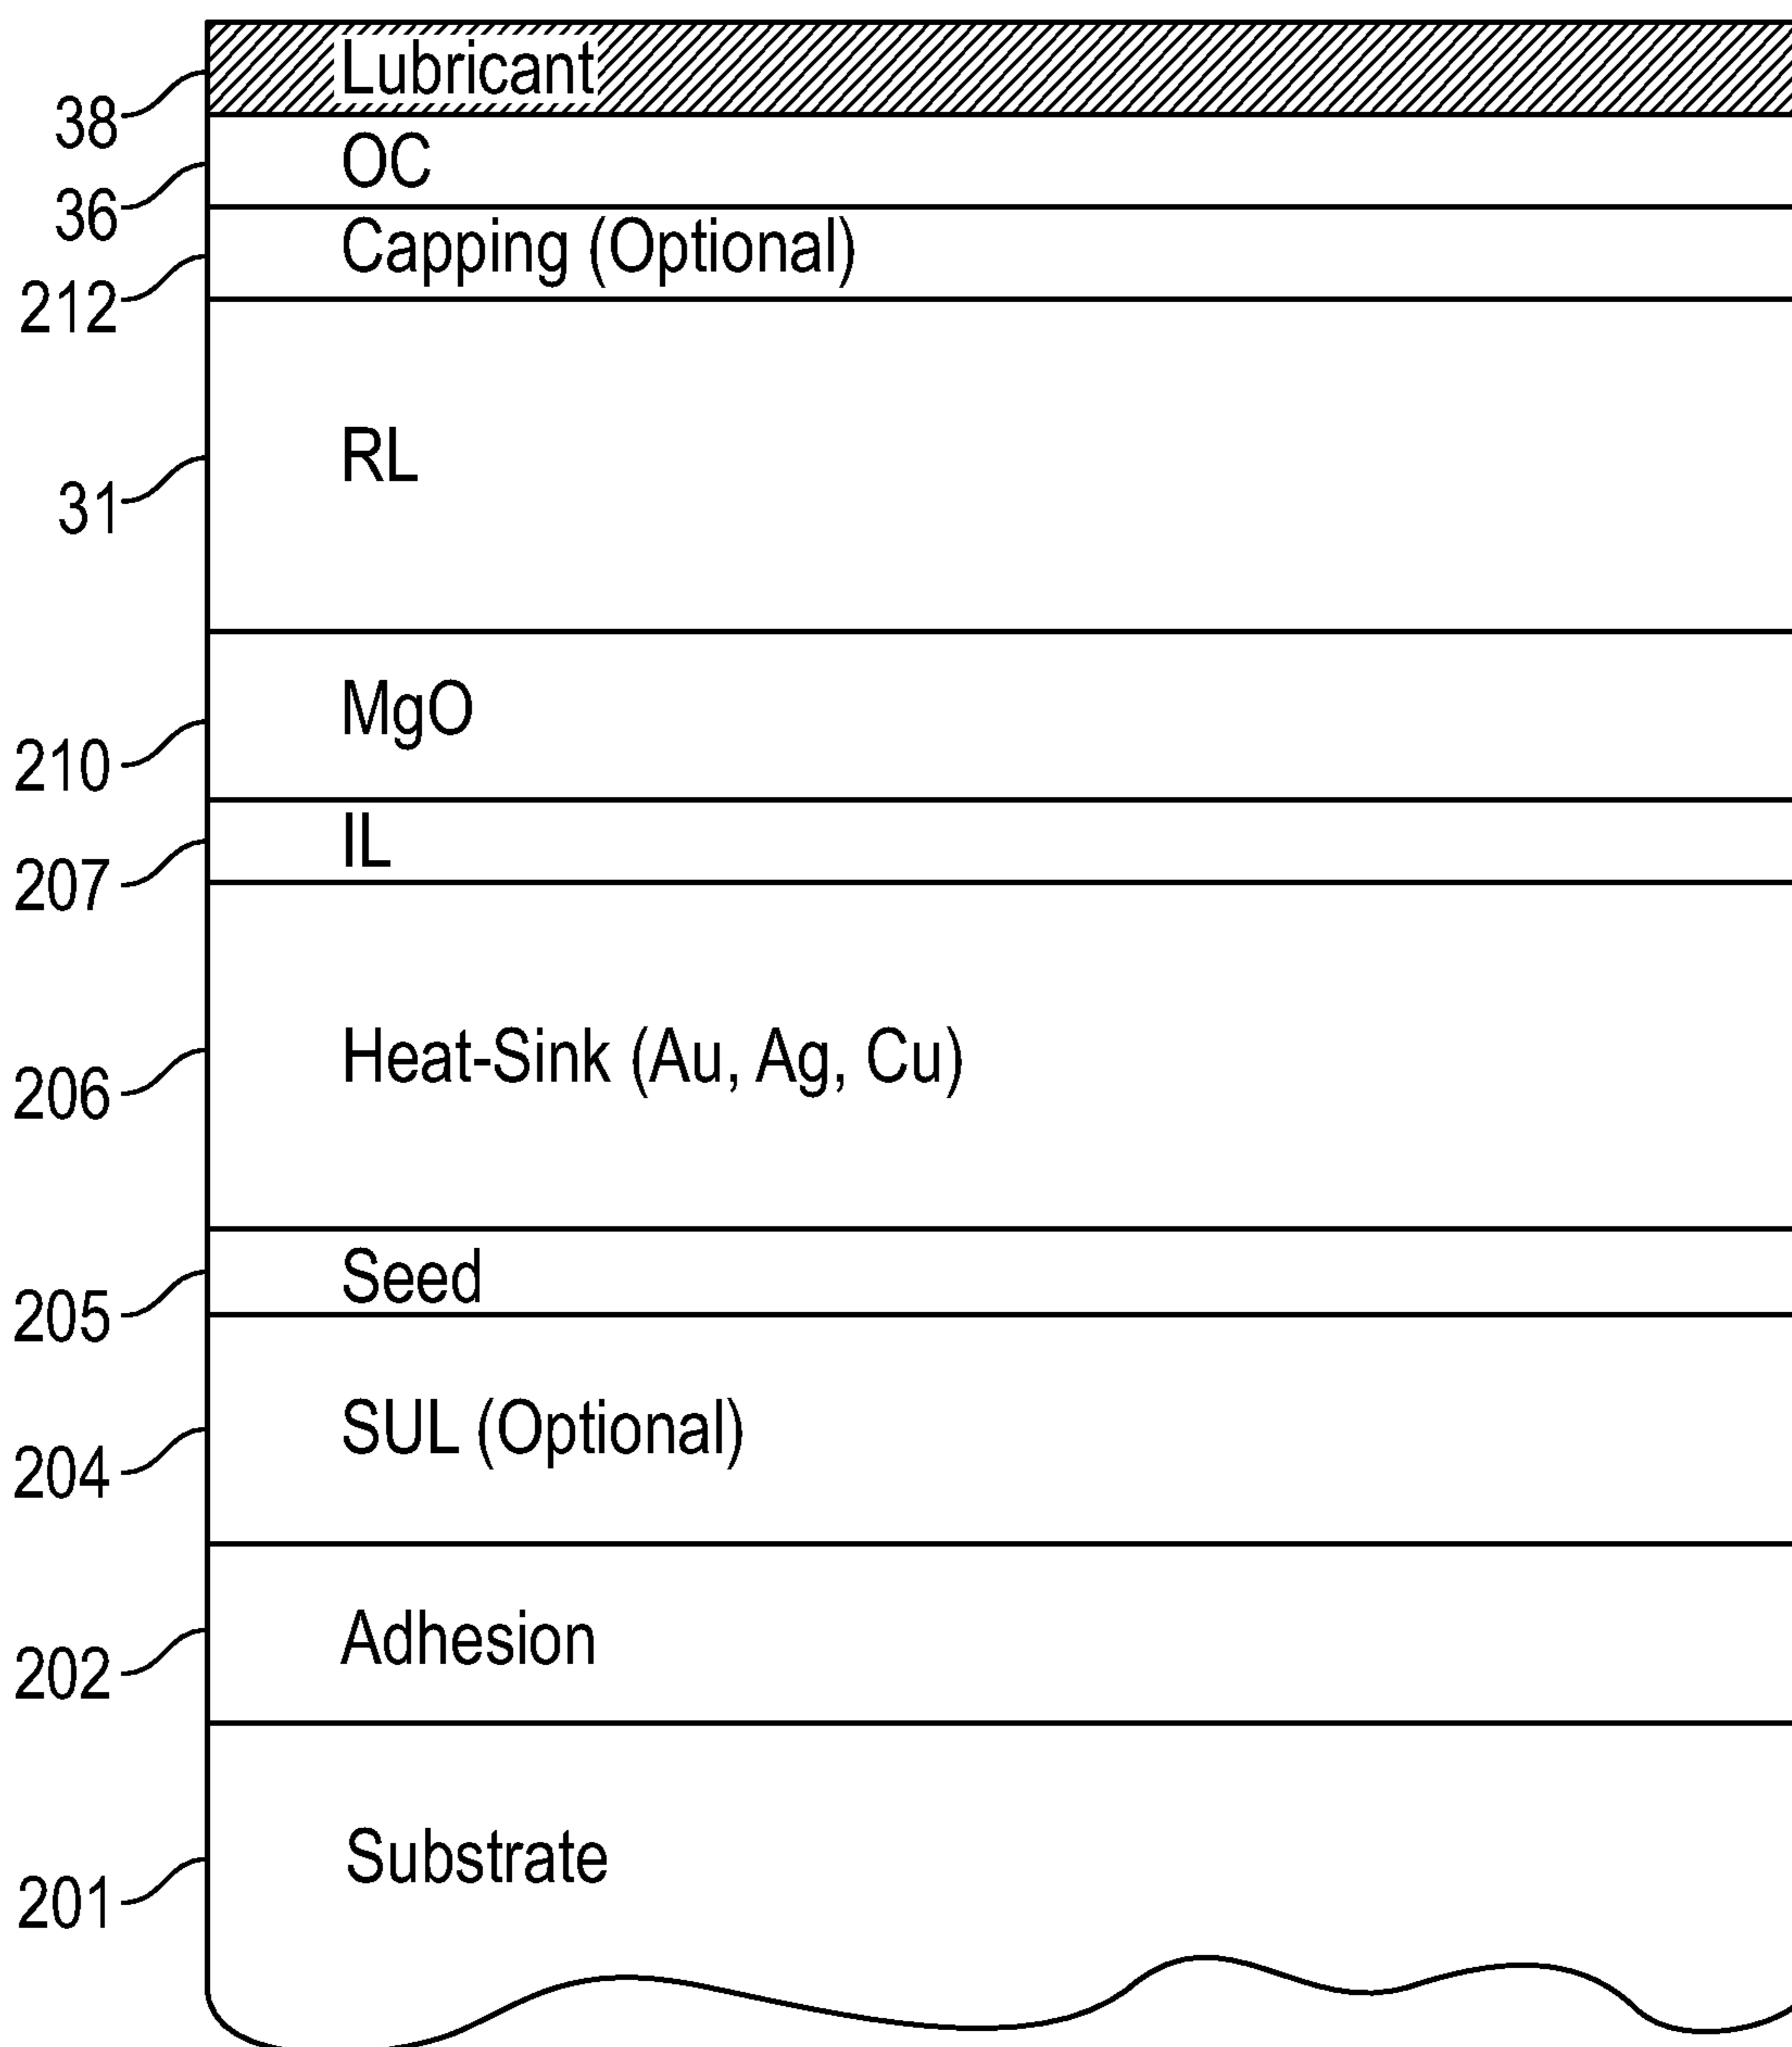 Lubricant
38
OC
36
Capping (Optional)
212
RL
31
MgO
210
IL
207
Heat-Sink (Au, Ag, Cu)
206
Seed
205
SUL (Optional)
204
Adhesion
202
Substrate
201